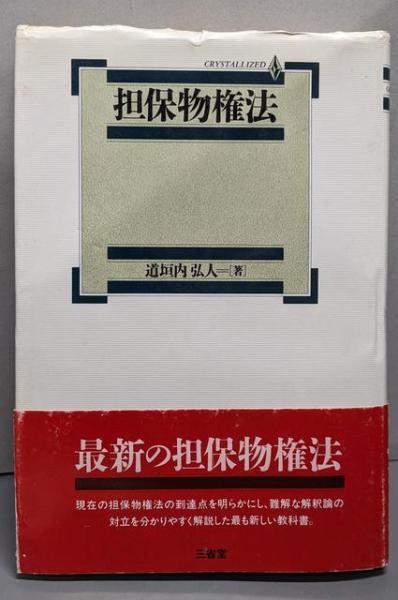 CRYSTALLIZED
担保物権法
道垣内弘人=[著]
最新の担保物権法
現在の担保物権法の到達点を明らかにし、難解な解釈論の
対立を分かりやすく解説した最も新しい教科書。
三省堂